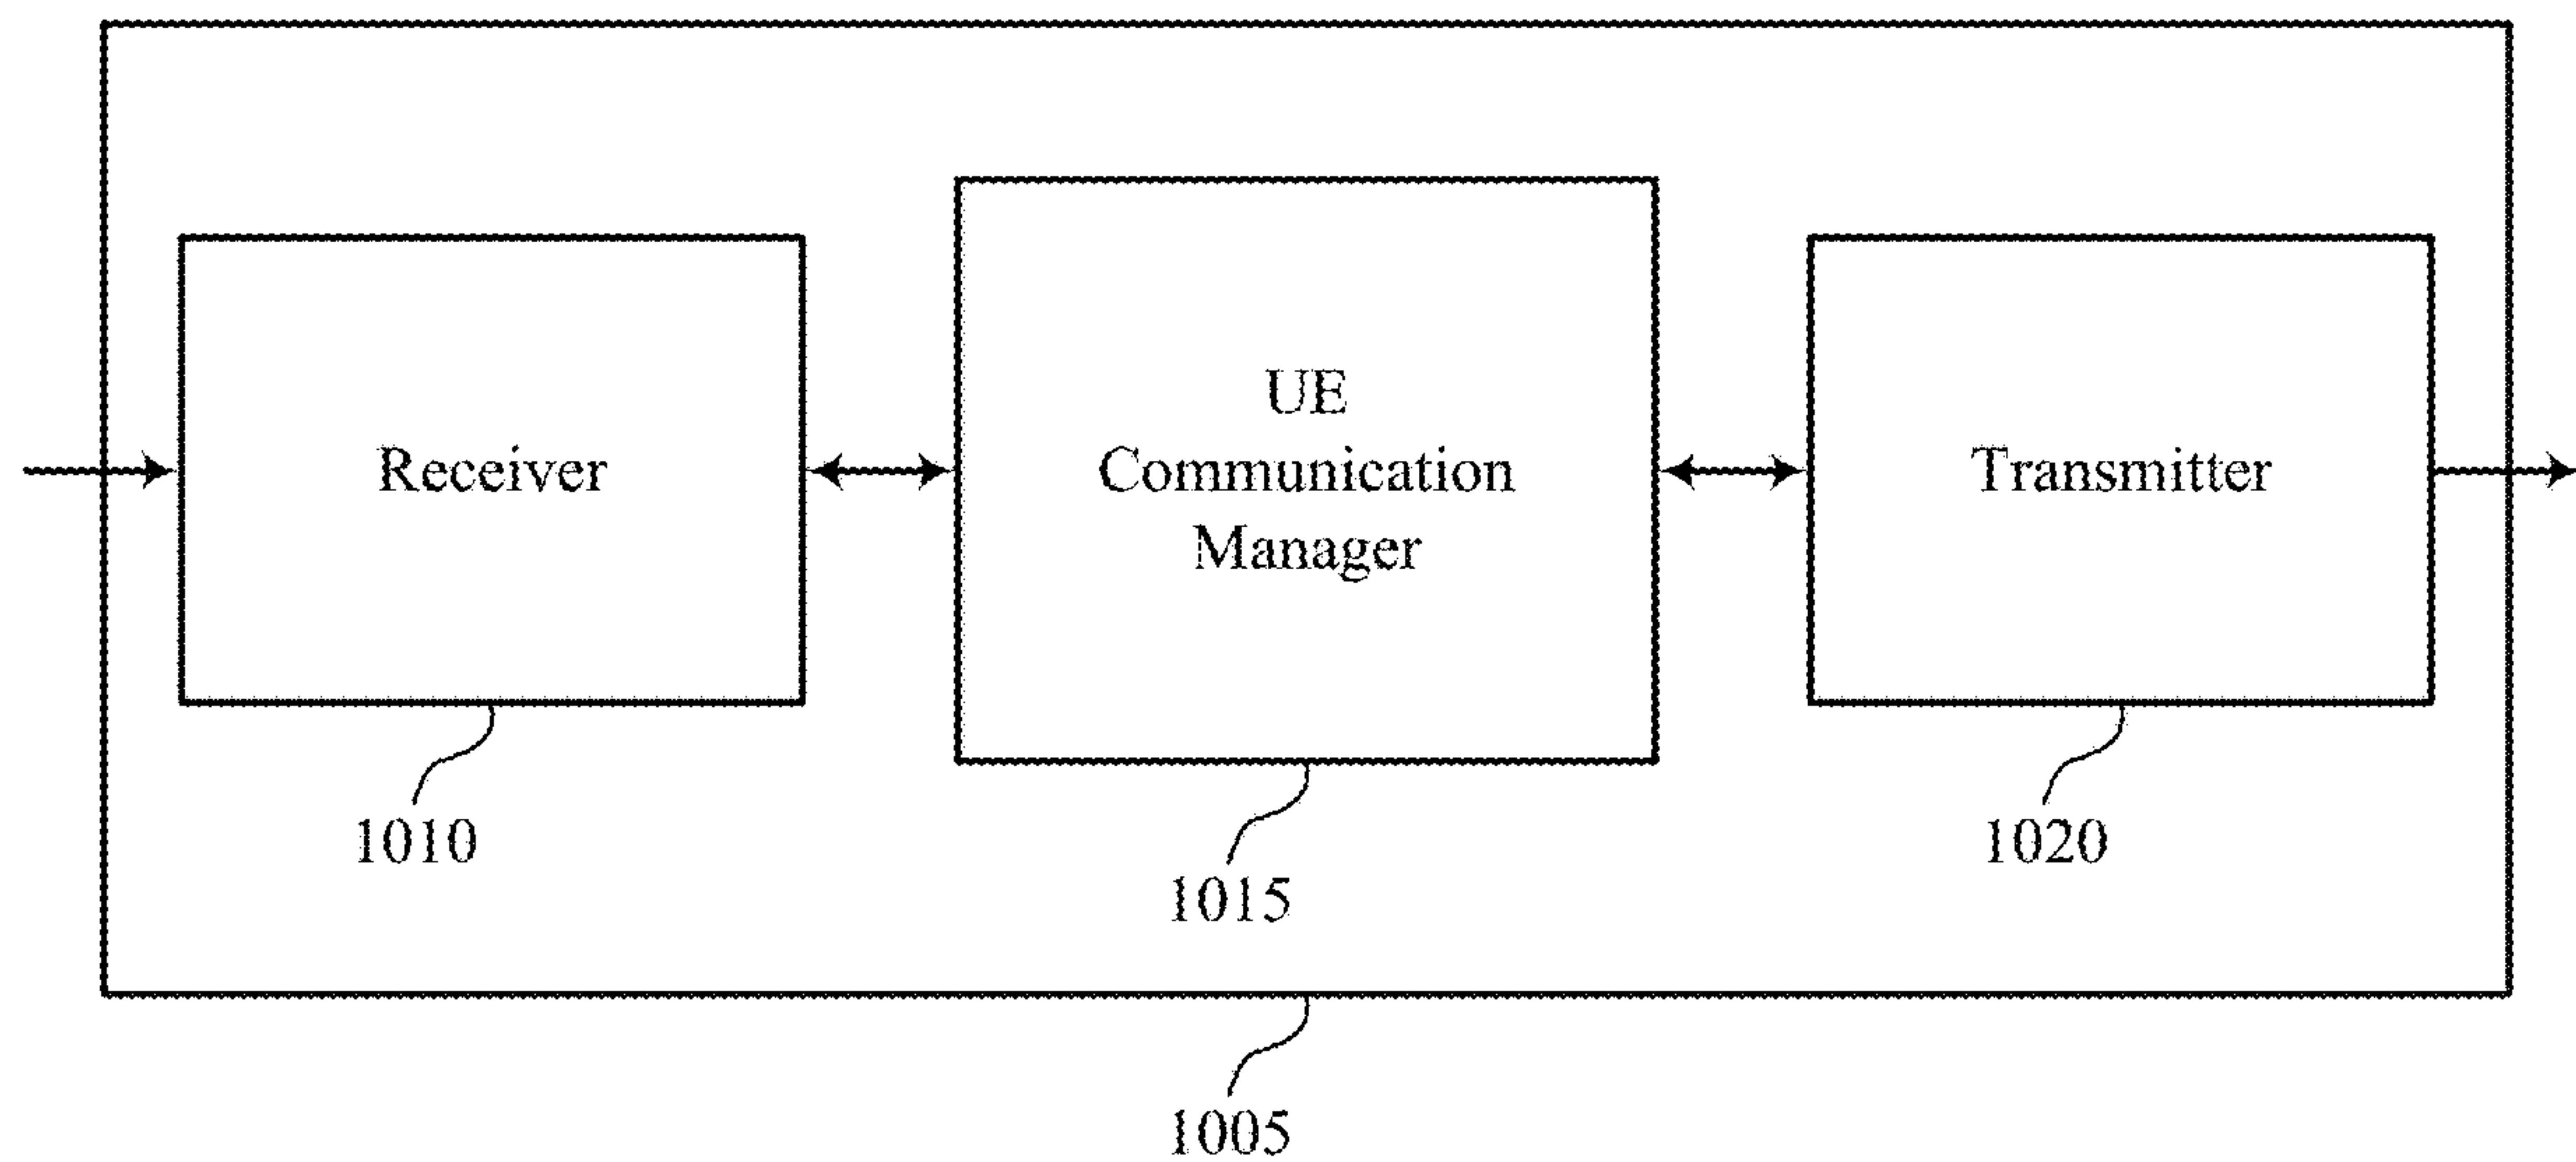 Receiver
UE
Communication
Manager
Transmitter
1010
1015
1020
1005